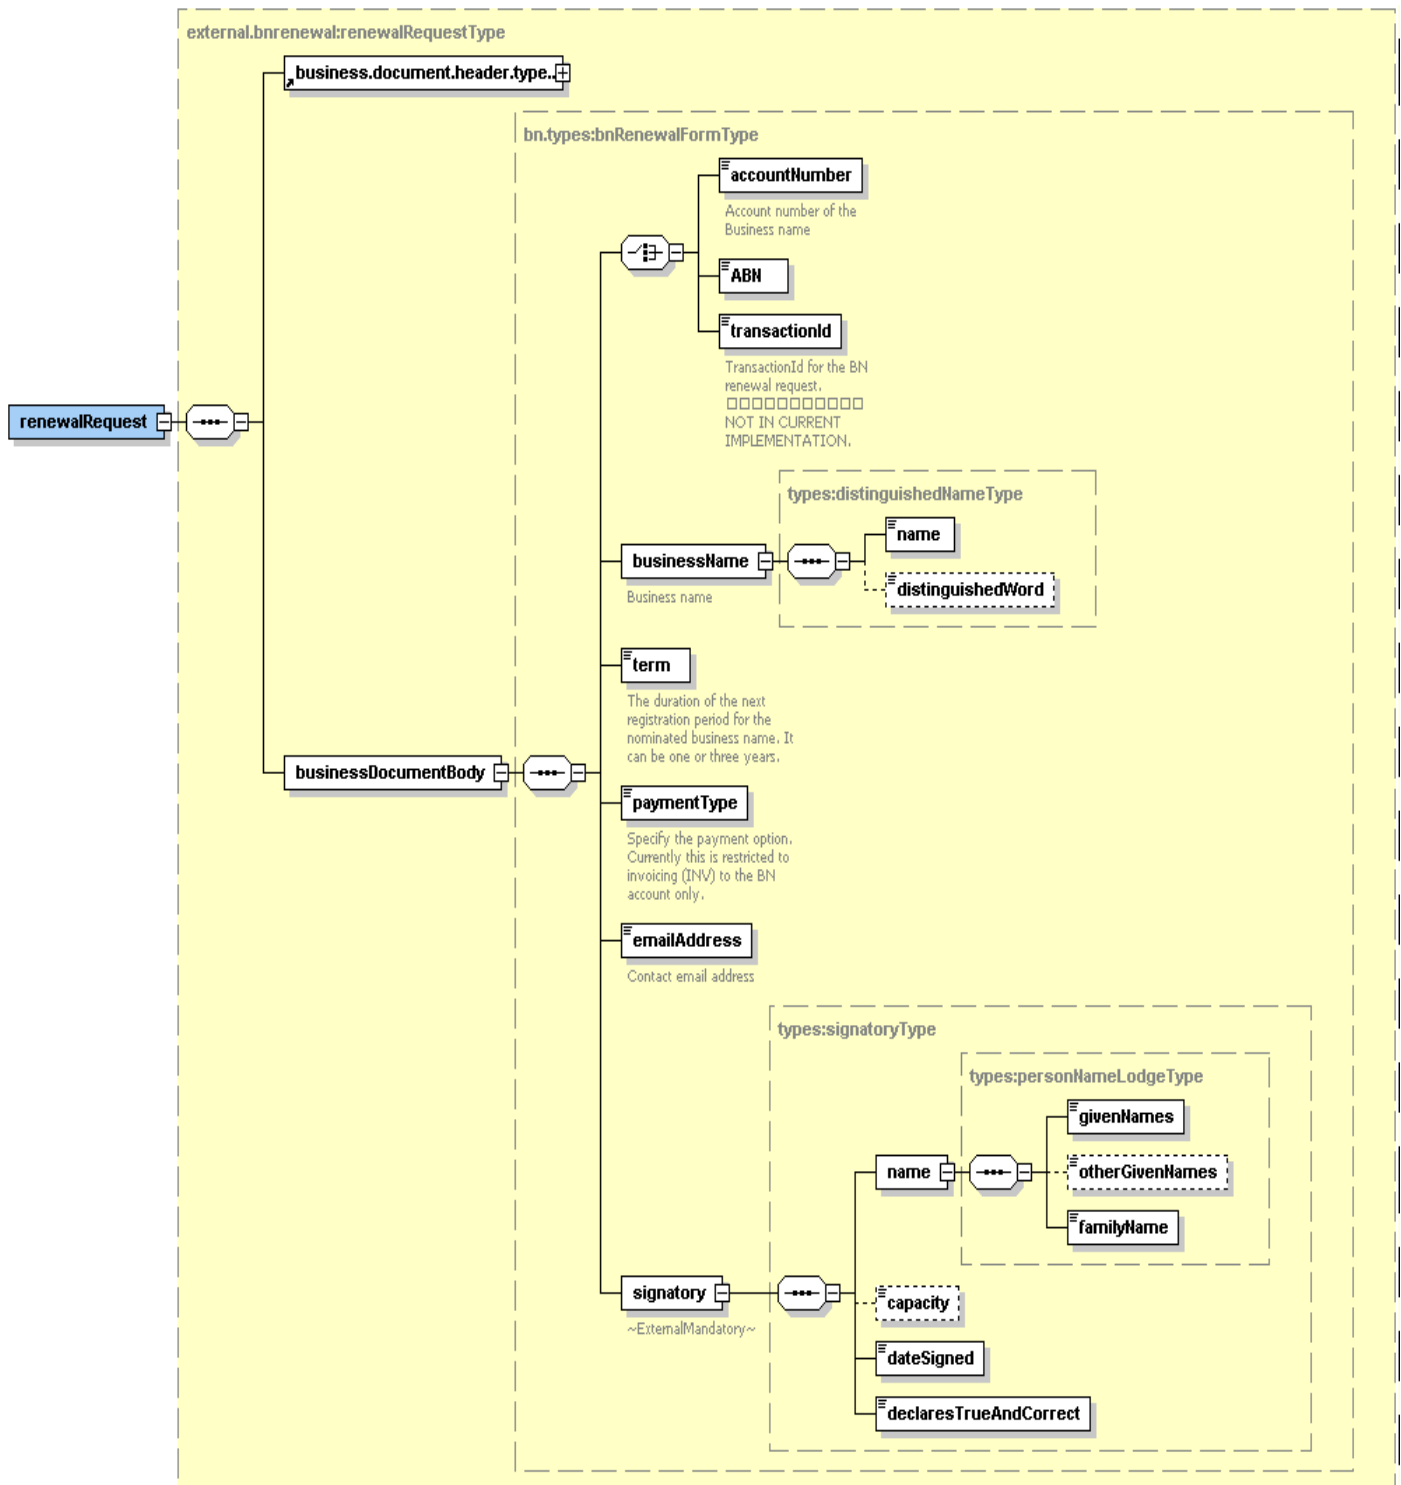 external.bnrenewal:renewalRequestType
business.document.header.type..
bn.types:bnRenewalFormType
accountNumber
Account number of the
Business name
ABN
transactionId
TransactionId for the BN
renewal request.
□□□□□□□□□□□
NOT IN CURRENT
IMPLEMENTATION.
renewalRequest
types:distinguishedNameType
name
businessName
distinguishedWord
Business name
term
The duration of the next
registration period for the
nominated business name. It
can be one or three years.
businessDocumentBody
paymentType
Specify the payment option.
Currently this is restricted to
invoicing (INV) to the BN
account only.
emailAddress
Contact email address
types:signatoryType
types:personNameLodgeType
givenNames
name
otherGivenNames
familyName
signatory
~ExternalMandatory~
capacity
dateSigned
declaresTrueAndCorrect